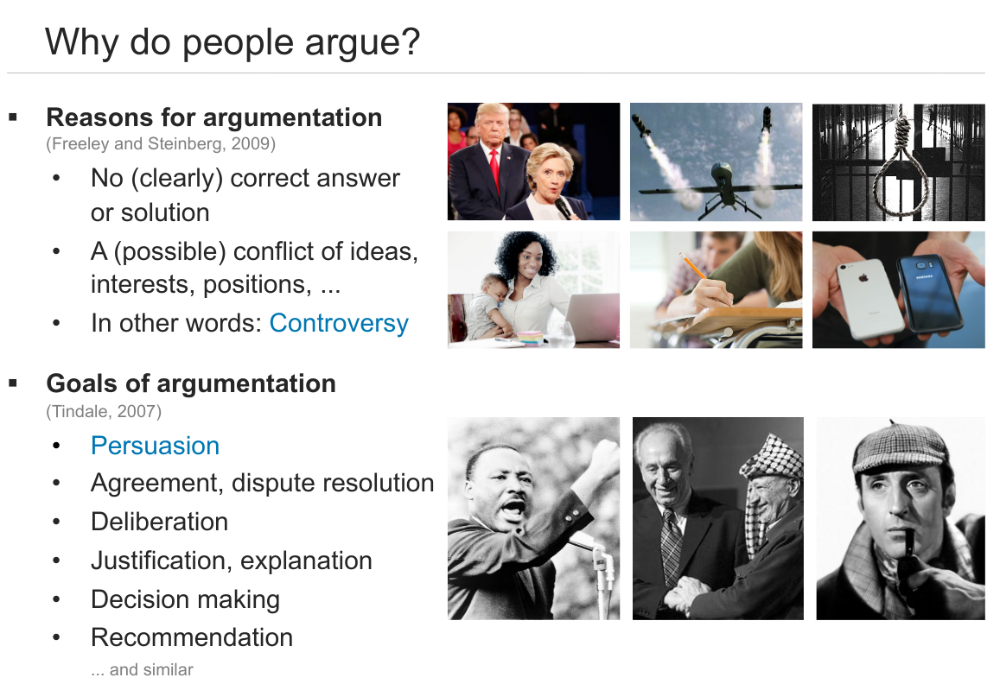 Why do people argue?
▪ Reasons for argumentation
(Freeley and Steinberg, 2009)
• No (clearly) correct answer
or solution
• A (possible) conflict of ideas,
interests, positions, ...
• In other words: Controversy
▪ Goals of argumentation
(Tindale, 2007)
• Persuasion
• Agreement, dispute resolution
• Deliberation
• Justification, explanation
• Decision making
• Recommendation
... and similar
SAMSUNG